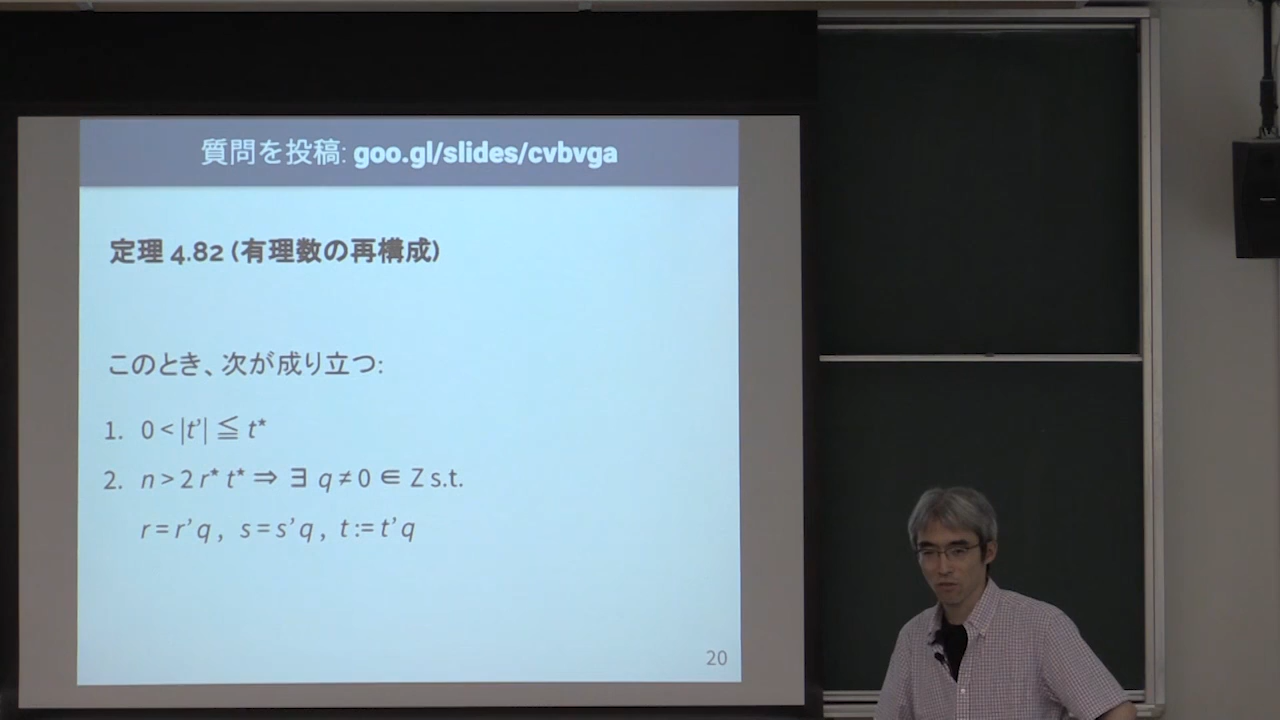 質問を投稿: goo.gl/slides/cvbvga
定理 4.82 (有理数の再構成)
このとき、次が成り立つ:
1. 0 < |t’| ≦ t*
2. n > 2 r* t* ⇒ ∃ q ≠ 0 ∈ Z s.t.
r = r’ q , s = s’ q , t := t’ q
20